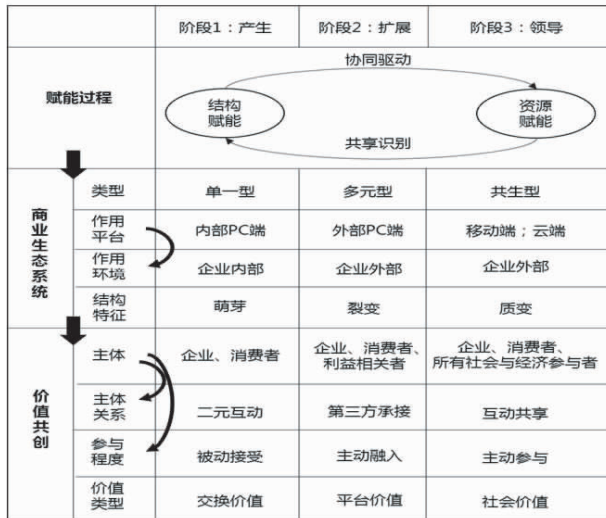 阶段1：产生 阶段2：扩展 阶段3：领导
赋能过程
协同驱动
结构
赋能
资源
赋能
共享识别
商业生态系统
类型 单一型 多元型 共生型
作用
平台
内部PC端 外部PC端 移动端；云端
作用
环境
企业内部 企业外部 企业外部
结构
特征
萌芽 裂变 质变
价值共创
主体
企业、消费者
企业、消费者、
利益相关者
企业、消费者、
所有社会与经济参与者
主体
关系
二元互动 第三方承接 互动共享
参与
程度
被动接受 主动融入 主动参与
价值
类型
交换价值 平台价值 社会价值